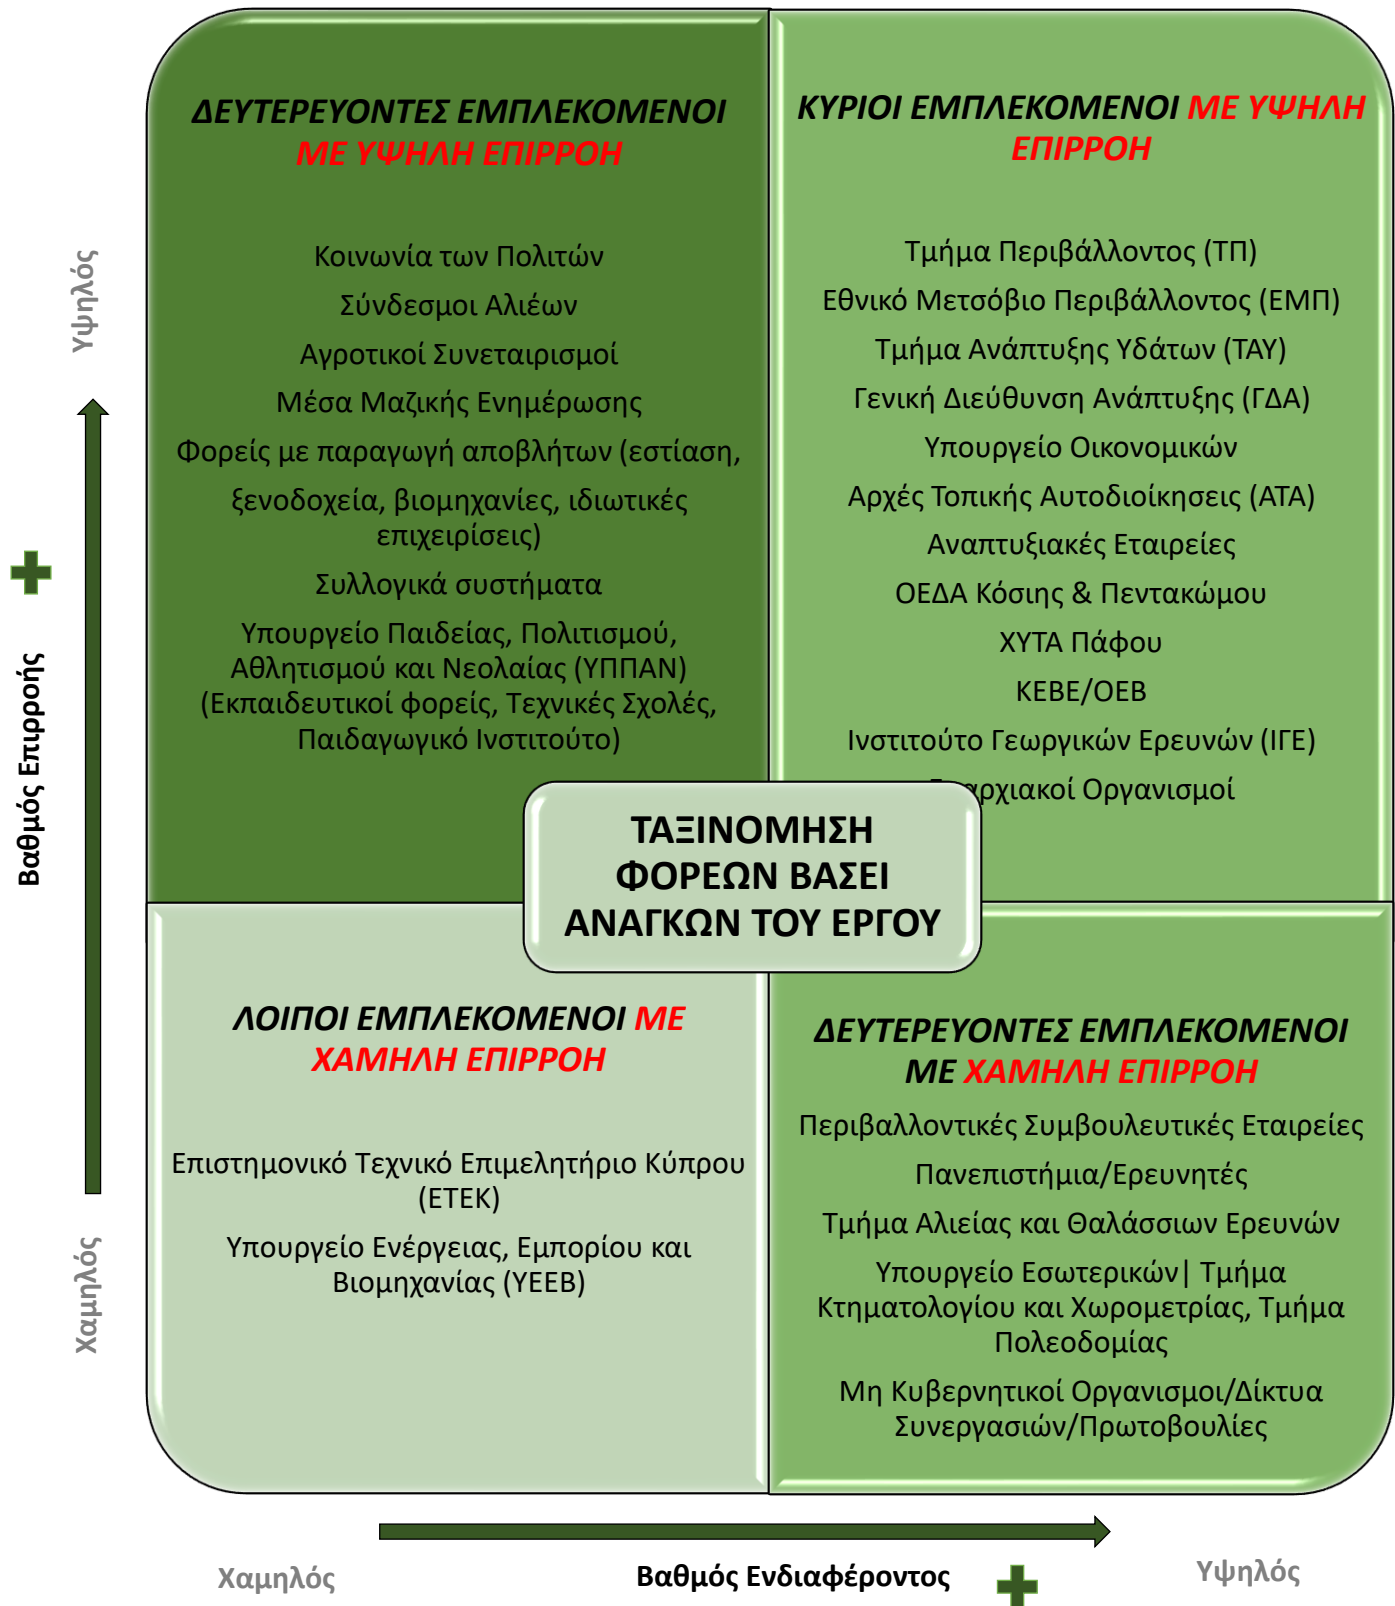 ΔΕΥΤΕΡΕΥΟΝΤΕΣ ΕΜΠΛΕΚΟΜΕΝΟΙ
ΜΕ ΥΨΗΛΗ ΕΠΙΡΡΟΗ
Κοινωνία των Πολιτών
Σύνδεσμοι Αλιέων
Αγροτικοί Συνεταιρισμοί
Μέσα Μαζικής Ενημέρωσης
Φορείς με παραγωγή αποβλήτων (εστίαση,
ξενοδοχεία, βιομηχανίες, ιδιωτικές
επιχειρίσεις)
Συλλογικά συστήματα
Υπουργείο Παιδείας, Πολιτισμού,
Αθλητισμού και Νεολαίας (ΥΠΠΑΝ)
(Εκπαιδευτικοί φορείς, Τεχνικές Σχολές,
Παιδαγωγικό Ινστιτούτο)
ΚΥΡΙΟΙ ΕΜΠΛΕΚΟΜΕΝΟΙ ΜΕ ΥΨΗΛΗ
ΕΠΙΡΡΟΗ
Τμήμα Περιβάλλοντος (ΤΠ)
Εθνικό Μετσόβιο Περιβάλλοντος (ΕΜΠ)
Τμήμα Ανάπτυξης Υδάτων (ΤΑΥ)
Γενική Διεύθυνση Ανάπτυξης (ΓΔΑ)
Υπουργείο Οικονομικών
Αρχές Τοπικής Αυτοδιοίκησεις (ΑΤΑ)
Αναπτυξιακές Εταιρείες
ΟΕΔΑ Κόσιης & Πεντακώμου
ΧΥΤΑ Πάφου
ΚΕΒΕ/ΟΕΒ
Ινστιτούτο Γεωργικών Ερευνών (ΙΓΕ)
Οργανισμοί
ΤΑΞΙΝΟΜΗΣΗ
ΦΟΡΕΩΝ ΒΑΣΕΙ
ΑΝΑΓΚΩΝ ΤΟΥ ΕΡΓΟΥ
ΛΟΙΠΟΙ ΕΜΠΛΕΚΟΜΕΝΟΙ ΜΕ
ΧΑΜΗΛΗ ΕΠΙΡΡΟΗ
Επιστημονικό Τεχνικό Επιμελητήριο Κύπρου
(ΕΤΕΚ)
Υπουργείο Ενέργειας, Εμπορίου και
Βιομηχανίας (ΥΕΕΒ)
ΔΕΥΤΕΡΕΥΟΝΤΕΣ ΕΜΠΛΕΚΟΜΕΝΟΙ
ΜΕ ΧΑΜΗΛΗ ΕΠΙΡΡΟΗ
Περιβαλλοντικές Συμβουλευτικές Εταιρείες
Πανεπιστήμια/Ερευνητές
Τμήμα Αλιείας και Θαλάσσιων Ερευνών
Υπουργείο Εσωτερικών| Τμήμα
Κτηματολογίου και Χωρομετρίας, Τμήμα
Πολεοδομίας
Μη Κυβερνητικοί Οργανισμοι/Δίκτυα
Συνεργασιών/Πρωτοβουλίες
Υψηλός
Βαθμός Επιρροής
Χαμηλός
Χαμηλός
Βαθμός Ενδιαφέροντος
Υψηλός